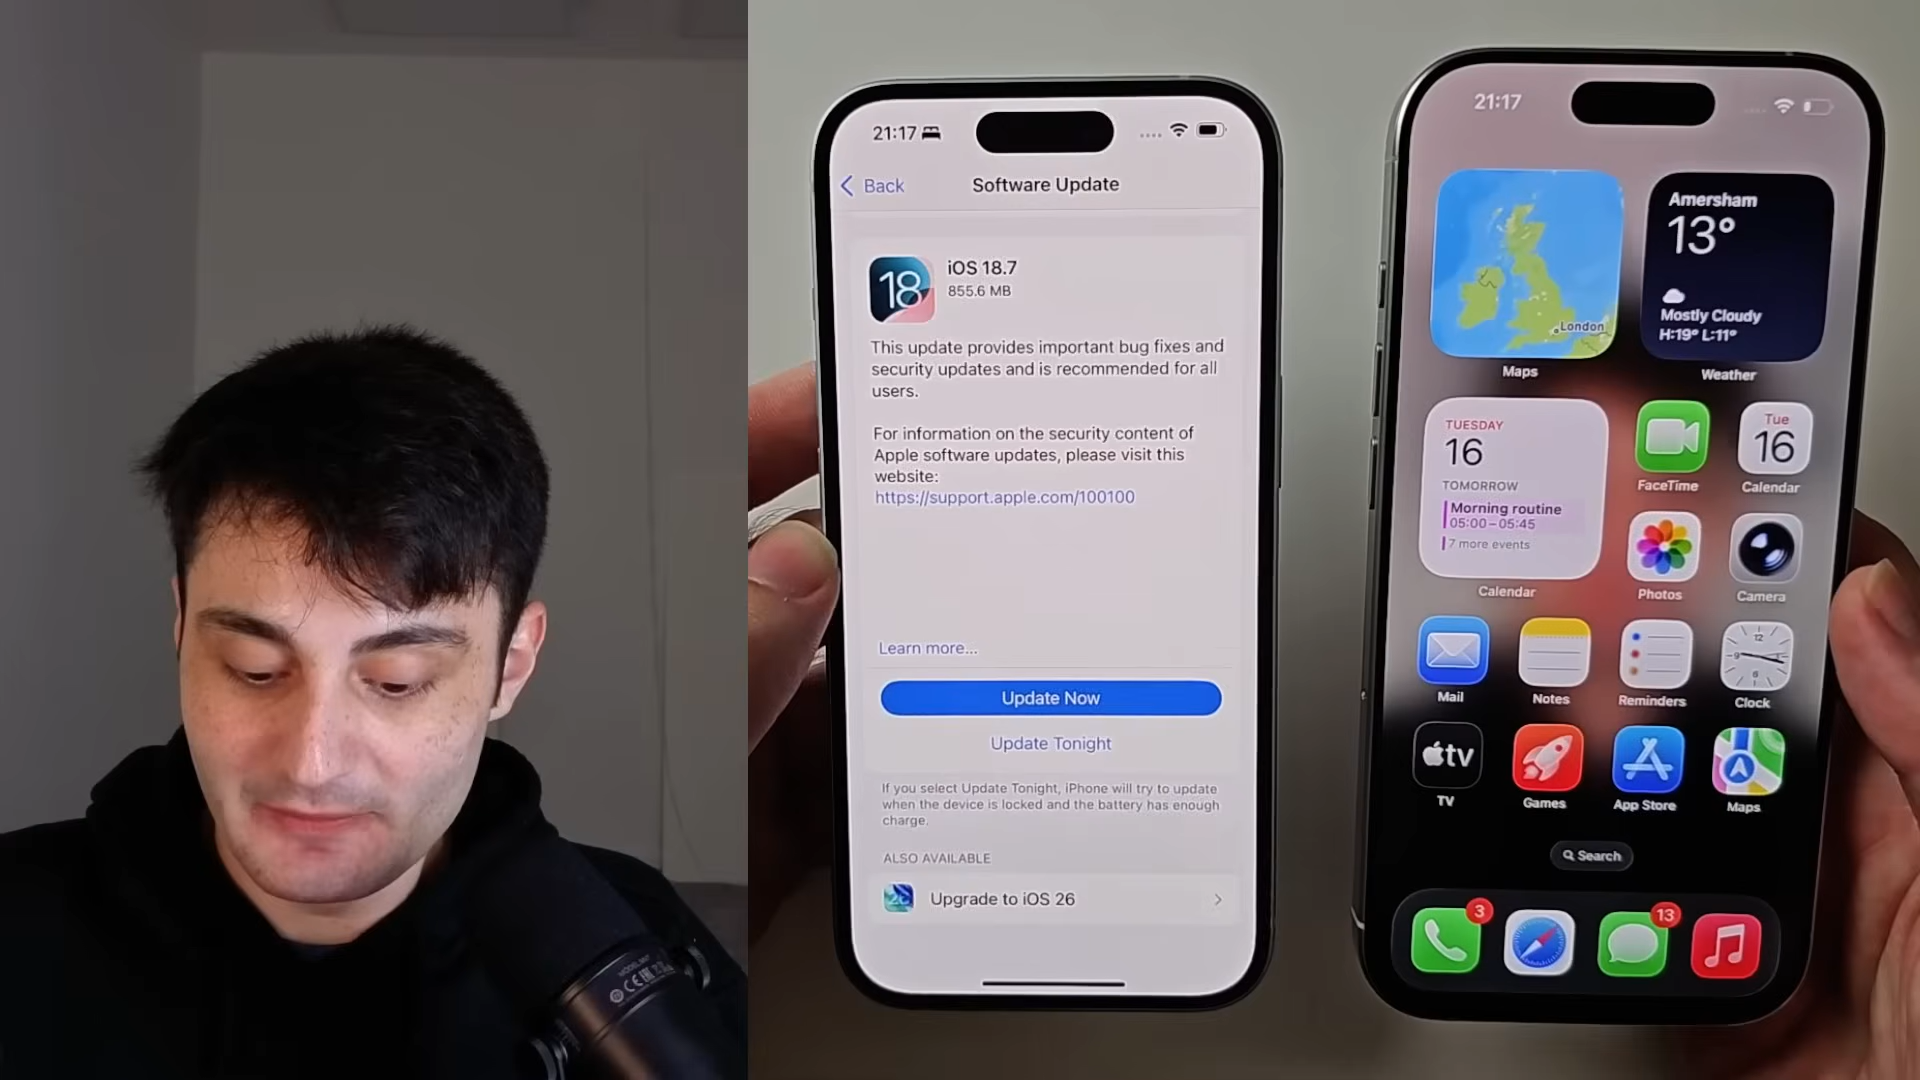 21:17
Back
Software Update
18
iOS 18.7
855.6 MB
This update provides important bug fixes and
security updates and is recommended for all
users.
For information on the security content of
Apple software updates, please visit this
website:
https://support.apple.com/100100
Learn more...
Update Now
Update Tonight
If you select Update Tonight, iPhone will try to update
when the device is locked and the battery has enough
charge.
ALSO AVAILABLE
26
Upgrade to iOS 26
21:17
London
Maps
Amersham
13°
Mostly Cloudy
H:19° L:11°
Weather
TUESDAY
16
TOMORROW
Morning routine
05:00 – 05:45
7 more events
Calendar
FaceTime
Tue
16
Calendar
Photos
Camera
Mail
Notes
Reminders
12
9
6
Clock
tv
TV
Games
App Store
Maps
Search
3
13
CE